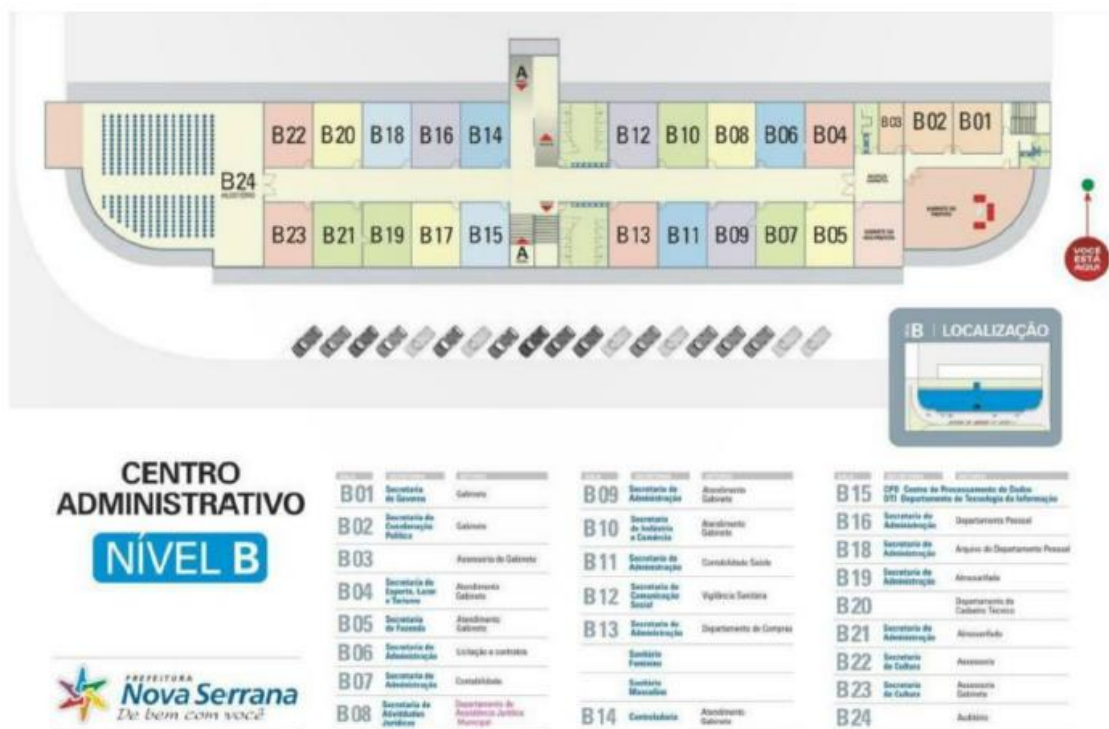 A
B22 B20 B18 B16 B14 B12 B10 B08 B06 B04 B03 B02 B01
B24
AUDITÓRIO
B23 B21 B19 B17 B15 B13 B11 B09 B07 B05
GABINETE DO
PREFEITO
A
VOCÊ
ESTÁ
AQUI
B LOCALIZAÇÃO
CENTRO
ADMINISTRATIVO
NÍVEL B
PREFEITURA
Nova Serrana
De bem com você
B01 Secretaria de Governo Gabinete
B02 Secretaria de Coordenação Política Gabinete
B03 Assessoria de Gabinete
B04 Secretaria de Esporte, Lazer e Turismo Atendimento Gabinete
B05 Secretaria de Fazenda Atendimento Gabinete
B06 Secretaria de Administração Licitação e contratos
B07 Secretaria de Administração Contabilidade
B08 Secretaria de Atividades Jurídicas Departamento de Assistência Jurídica Municipal
B09 Secretaria de Administração Atendimento Gabinete
B10 Secretaria de Indústria e Comércio Atendimento Gabinete
B11 Secretaria de Administração Contabilidade Saúde
B12 Secretaria de Comunicação Social Vigilância Sanitária
B13 Secretaria de Administração Departamento de Compras
Sanitário Feminino
Sanitário Masculino
B14 Controladoria Atendimento Gabinete
B15 CPD Centro de Processamento de Dados
DTI Departamento de Tecnologia da Informação
B16 Secretaria de Administração Departamento Pessoal
B18 Secretaria de Administração Arquivo do Departamento Pessoal
B19 Secretaria de Administração Almoxarifado
B20 Departamento de Cadastro Técnico
B21 Secretaria de Administração Almoxarifado
B22 Secretaria de Cultura Assessoria
B23 Secretaria de Cultura Assessoria Gabinete
B24 Auditório